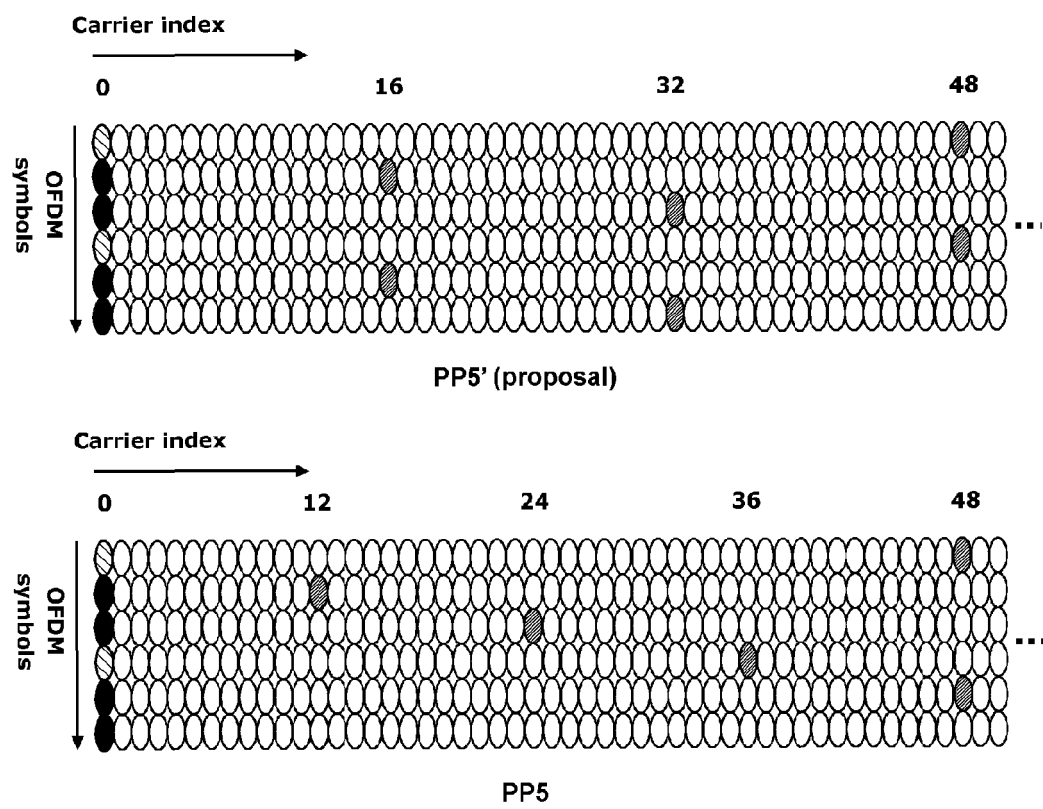 Carrier index
0 16 32 48
OFDM
symbols
...
PP5' (proposal)
Carrier index
0 12 24 36 48
OFDM
symbols
...
PP5